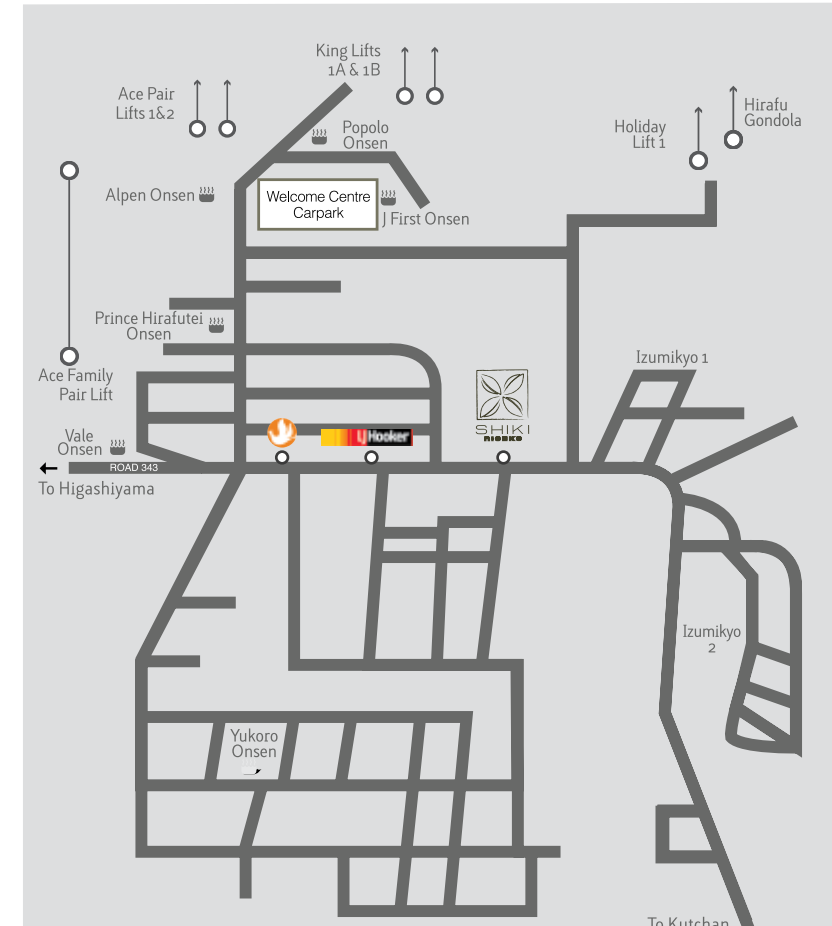 King Lifts
1A & 1B
Ace Pair
Lifts 1&2
Hirafu
Gondola
Holiday
Lift 1
Popolo
Onsen
Alpen Onsen
Welcome Centre
Carpark
J First Onsen
Prince Hirafutei
Onsen
Izumikyo 1
Ace Family
Pair Lift
SHIKI
NISEKO
LJ Hooker
Vale
Onsen
ROAD 343
To Higashiyama
Izumikyo
2
Yukoro
Onsen
To Kutchan